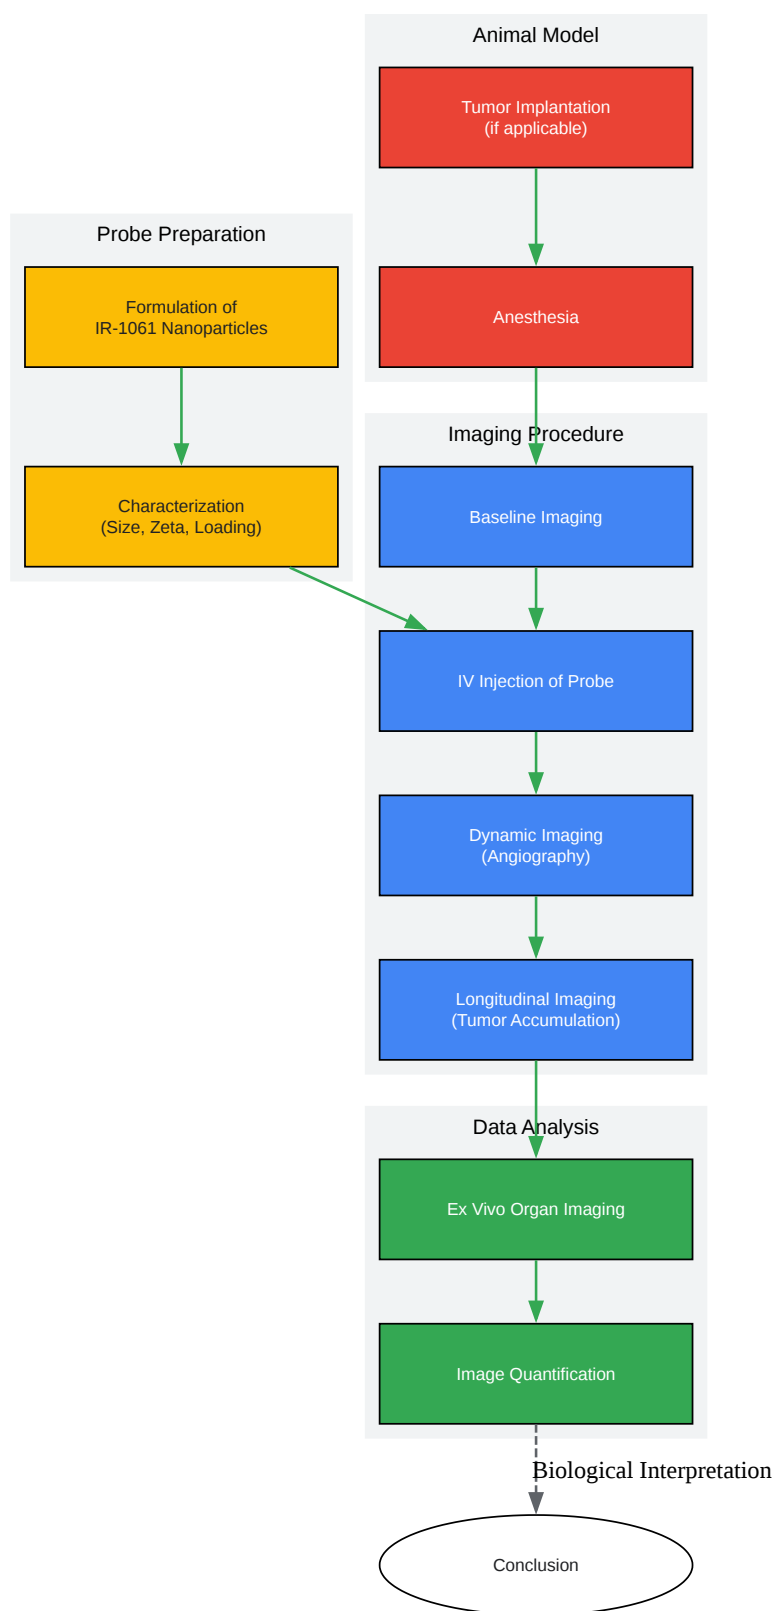 Animal Model
Tumor Implantation
(if applicable)
Probe Preparation
Formulation of
IR-1061 Nanoparticles
Anesthesia
Imaging Procedure
Characterization
(Size, Zeta, Loading)
Baseline Imaging
IV Injection of Probe
Dynamic Imaging
(Angiography)
Longitudinal Imaging
(Tumor Accumulation)
Data Analysis
Ex Vivo Organ Imaging
Image Quantification
Biological Interpretation
Conclusion